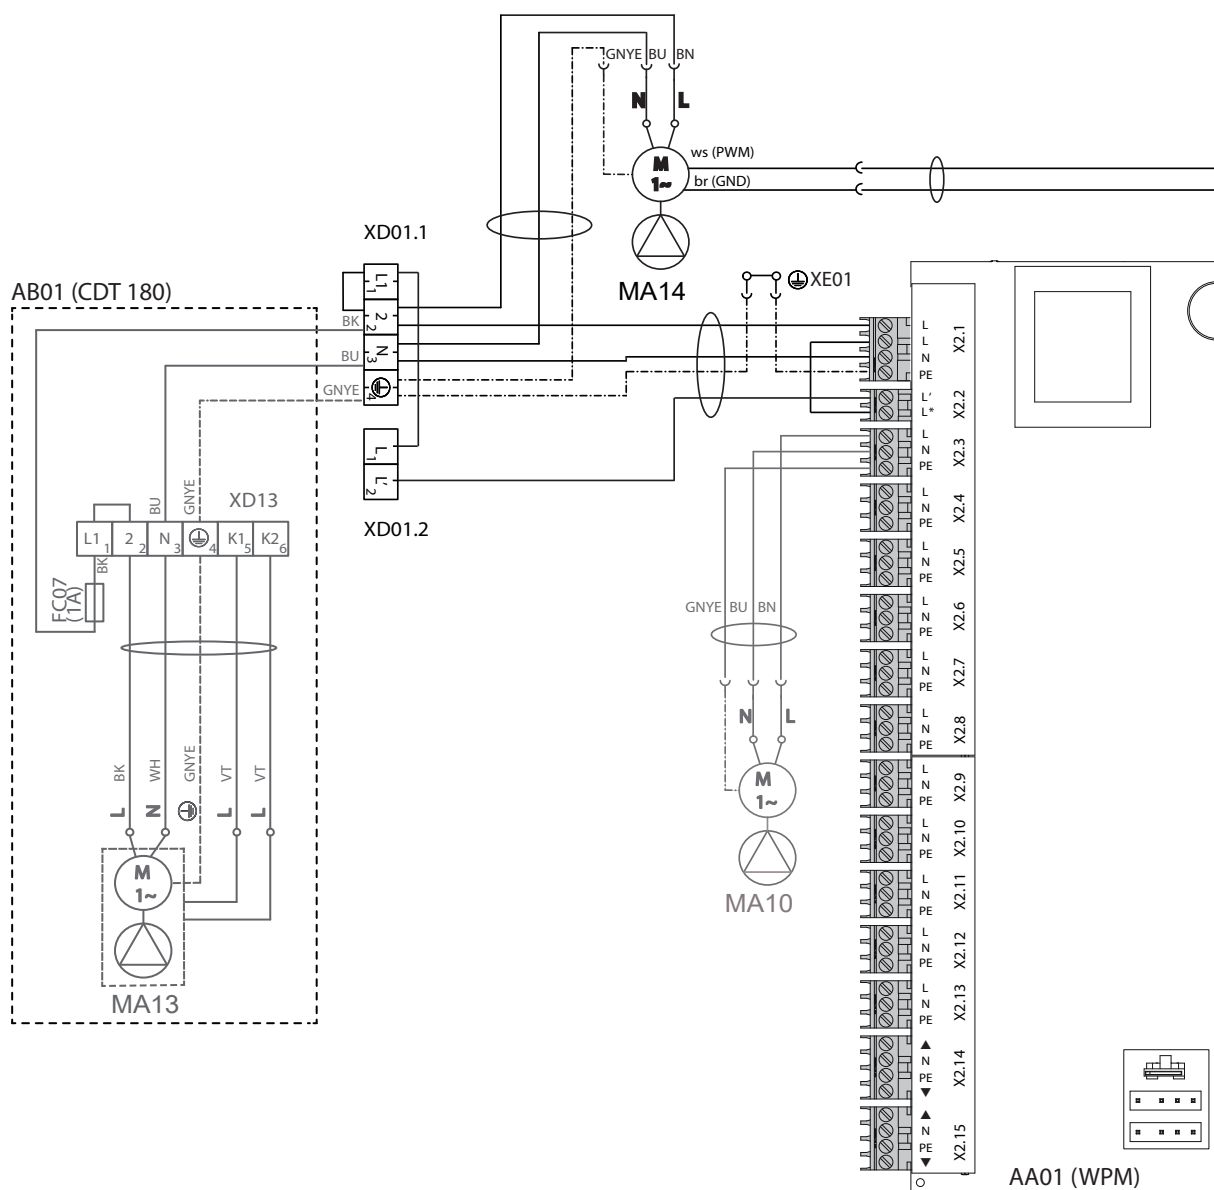 GNYE BU BN
N L
M
1~
ws (PWM)
br (GND)
MA14
XD01.1
L1 1
2 2
N 3
4
AB01 (CDT 180)
BK
BU
GNYE
XE01
L 1
L' 2
XD01.2
BU
GNYE
XD13
L1 1
2 2
N 3
4
K1 5
K2 6
BK
FC07
(1A)
BK
WH
GNYE
VT
VT
L
N
L
L
M
1~
MA13
GNYE BU BN
N L
M
1~
MA10
L
L
N
PE
X2.1
L'
L*
X2.2
L
N
PE
X2.3
L
N
PE
X2.4
L
N
PE
X2.5
L
N
PE
X2.6
L
N
PE
X2.7
L
N
PE
X2.8
L
N
PE
X2.9
L
N
PE
X2.10
L
N
PE
X2.11
L
N
PE
X2.12
L
N
PE
X2.13
▲
N
PE
▼
X2.14
▲
N
PE
▼
X2.15
AA01 (WPM)